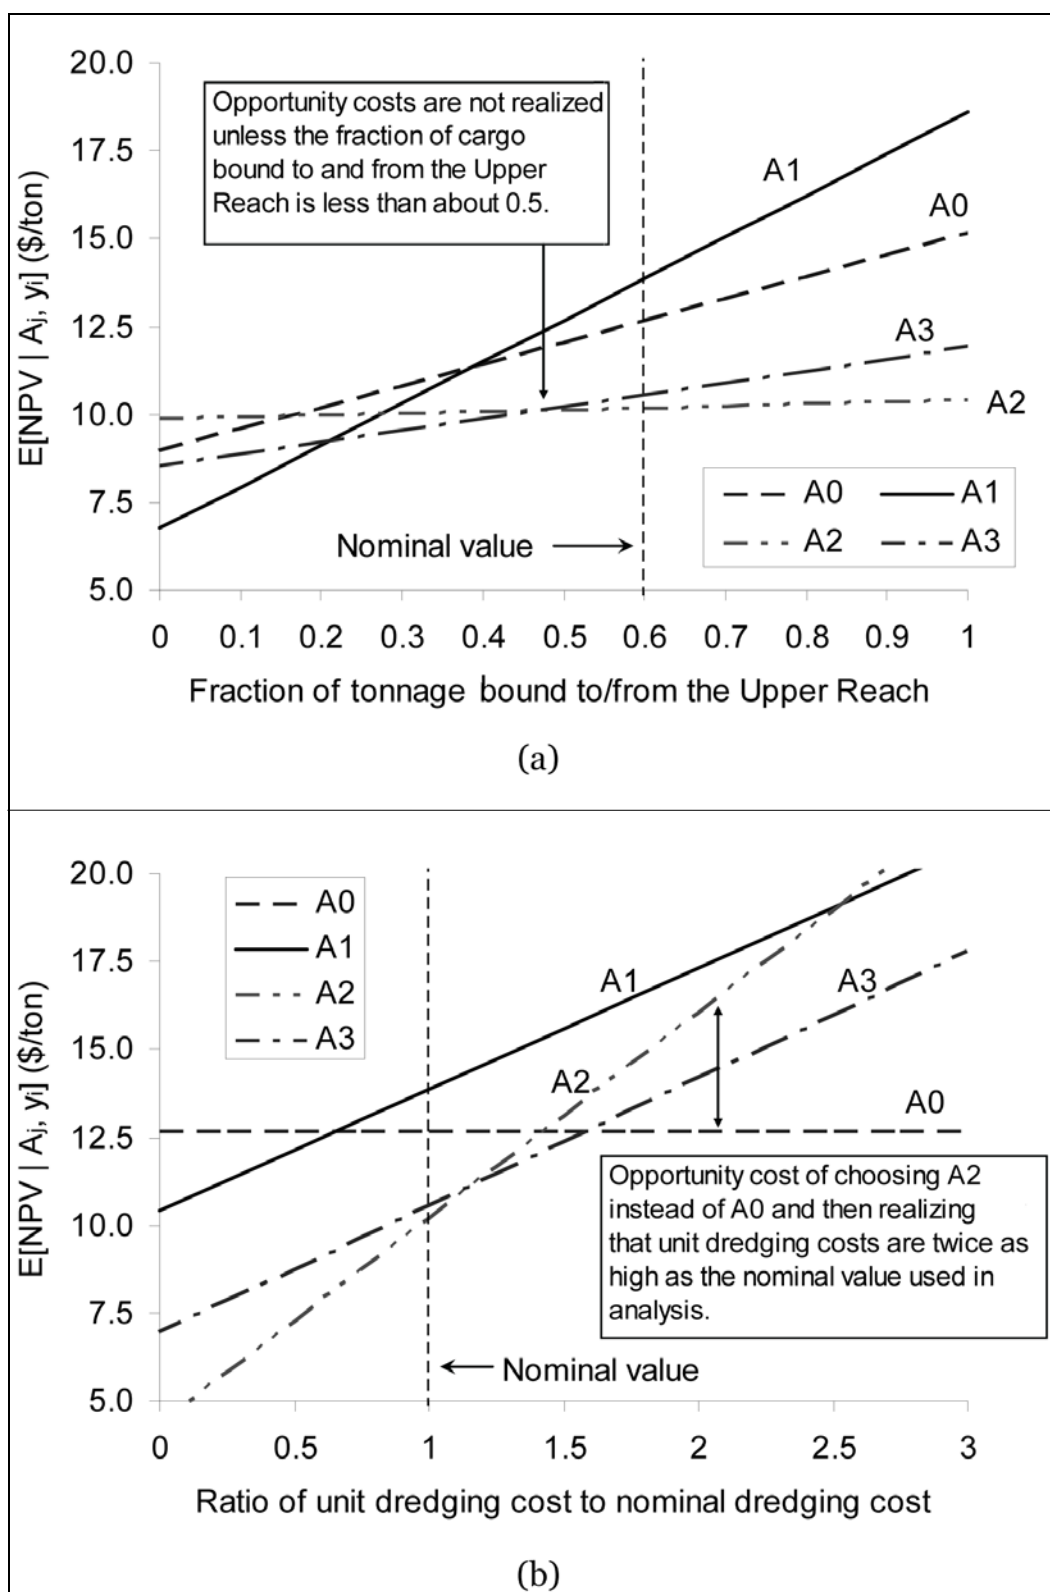 20.0
17.5
15.0
12.5
10.0
7.5
5.0
E[NPV | Aj, yi] ($/ton)
Opportunity costs are not realized
unless the fraction of cargo
bound to and from the Upper
Reach is less than about 0.5.
A1
A0
A3
A2
A0
A1
A2
A3
Nominal value
0 0.1 0.2 0.3 0.4 0.5 0.6 0.7 0.8 0.9 1
Fraction of tonnage bound to/from the Upper Reach
(a)
20.0
17.5
15.0
12.5
10.0
7.5
5.0
E[NPV | Aj, yi] ($/ton)
A0
A1
A2
A3
A1
A3
A2
A0
Opportunity cost of choosing A2
instead of A0 and then realizing
that unit dredging costs are twice as
high as the nominal value used in
analysis.
Nominal value
0 0.5 1 1.5 2 2.5 3
Ratio of unit dredging cost to nominal dredging cost
(b)